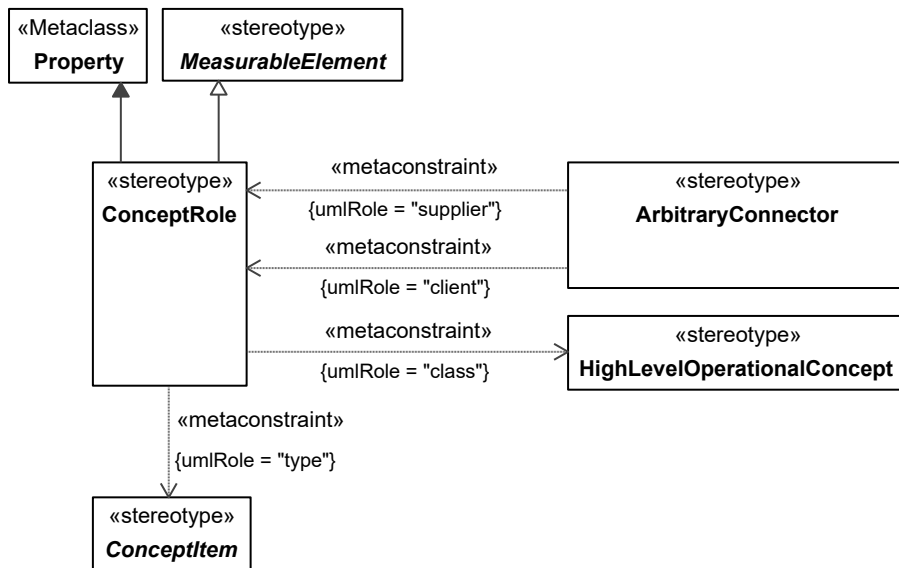 «Metaclass»
Property
«stereotype»
MeasurableElement
«stereotype»
ConceptRole
«metaconstraint»
{umlRole = "supplier"}
«metaconstraint»
{umlRole = "client"}
«stereotype»
ArbitraryConnector
«metaconstraint»
{umlRole = "class"}
«stereotype»
HighLevelOperationalConcept
«metaconstraint»
{umlRole = "type"}
«stereotype»
ConceptItem